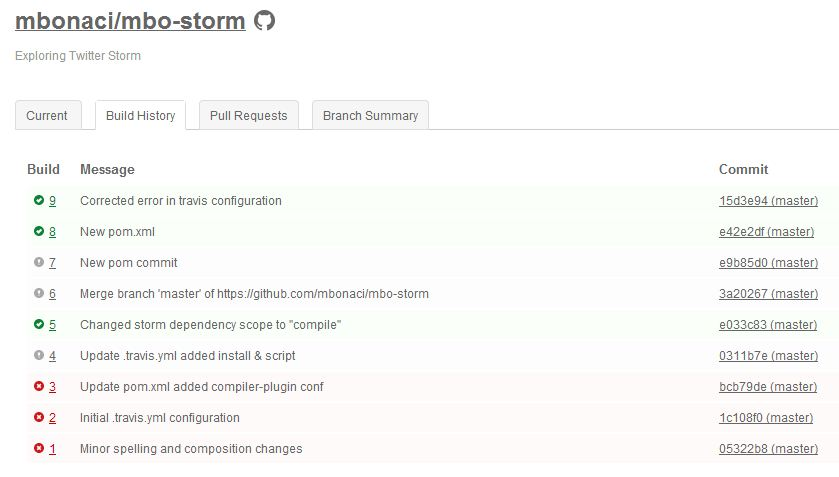 mbonaci/mbo-storm
Exploring Twitter Storm
Current Build History Pull Requests Branch Summary
Build Message Commit
9 Corrected error in travis configuration 15d3e94 (master)
8 New pom.xml e42e2df (master)
7 New pom commit e9b85d0 (master)
6 Merge branch 'master' of https://github.com/mbonaci/mbo-storm 3a20267 (master)
5 Changed storm dependency scope to "compile" e033c83 (master)
4 Update .travis.yml added install & script 0311b7e (master)
3 Update pom.xml added compiler-plugin conf bcb79de (master)
2 Initial .travis.yml configuration 1c108f0 (master)
1 Minor spelling and composition changes 05322b8 (master)